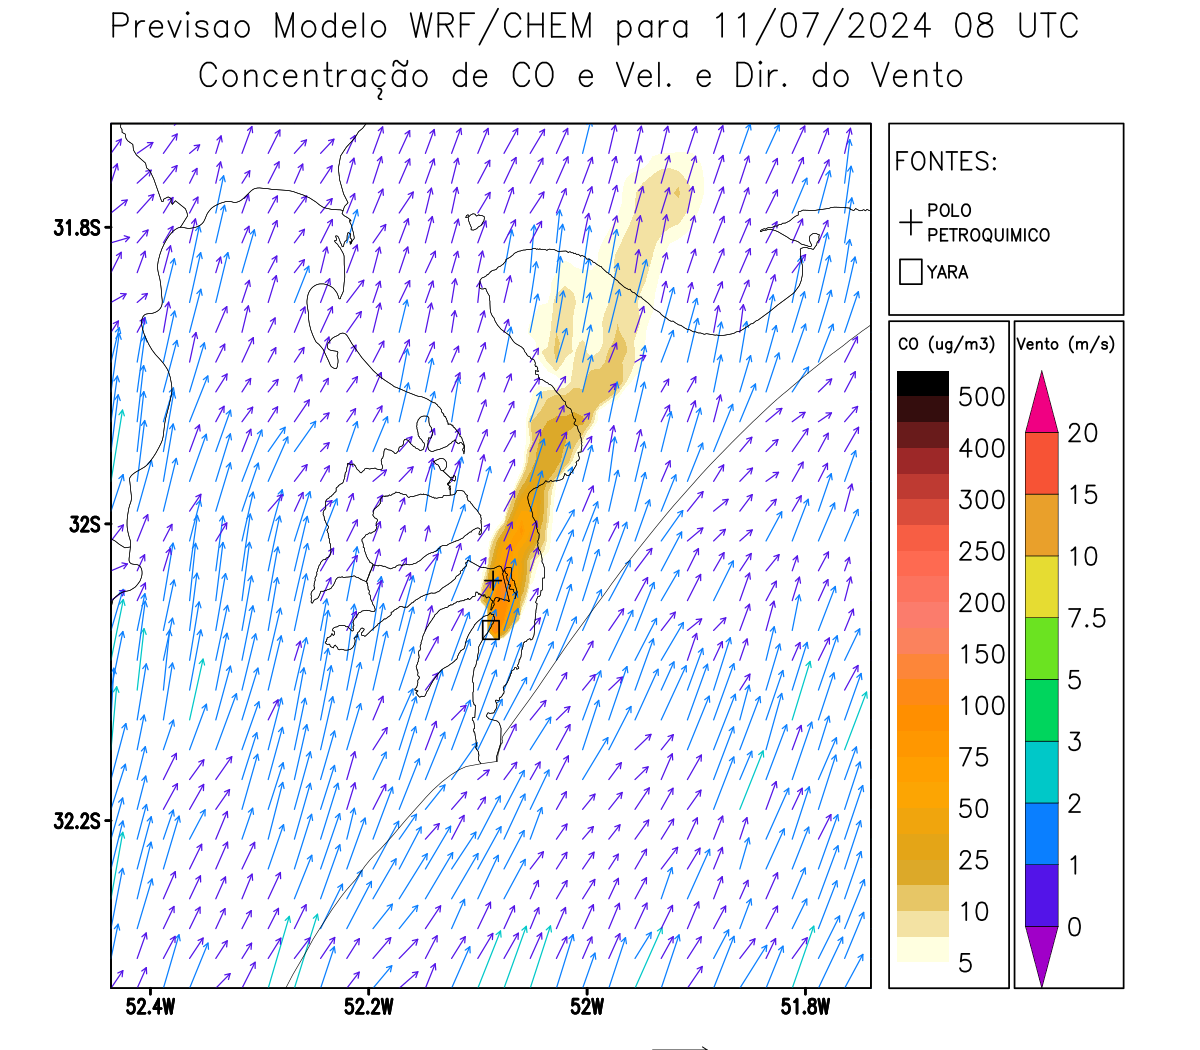 Previsao Modelo WRF/CHEM para 11/07/2024 08 UTC
Concentração de CO e Vel. e Dir. do Vento
FONTES:
POLO
PETROQUIMICO
YARA
CO (ug/m3)
500
400
300
250
200
150
100
75
50
25
10
5
Vento (m/s)
20
15
10
7.5
5
3
2
1
0
31.8S
32S
32.2S
52.4W
52.2W
52W
51.8W